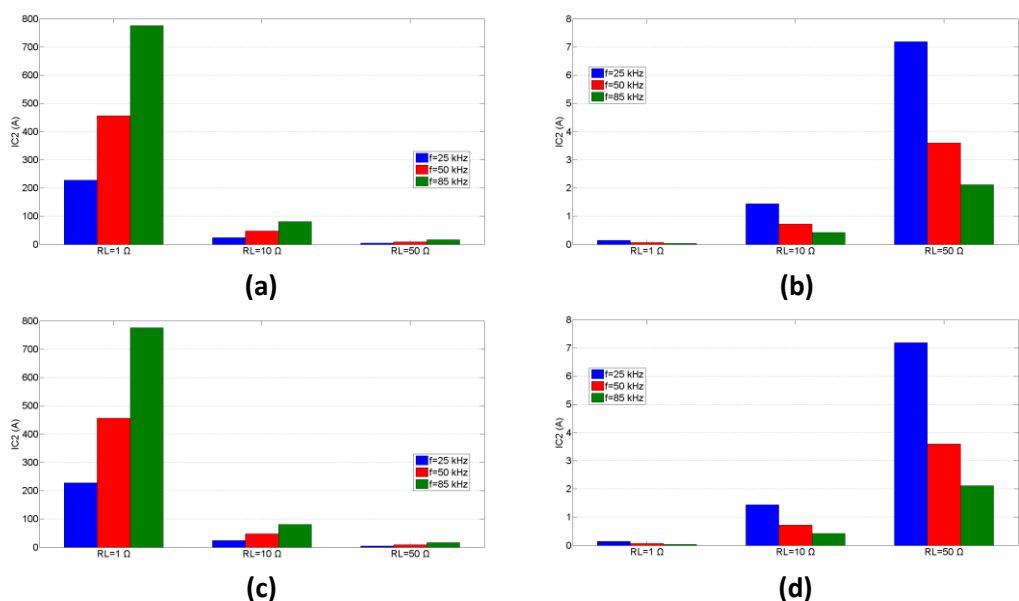 800
700
600
500
400
300
200
100
0
IC2 (A)
f=25 kHz
f=50 kHz
f=85 kHz
RL=1 Ω RL=10 Ω RL=50 Ω
(a)
8
7
6
5
4
3
2
1
0
IC2 (A)
f=25 kHz
f=50 kHz
f=85 kHz
RL=1 Ω RL=10 Ω RL=50 Ω
(b)
800
700
600
500
400
300
200
100
0
IC2 (A)
f=25 kHz
f=50 kHz
f=85 kHz
RL=1 Ω RL=10 Ω RL=50 Ω
(c)
8
7
6
5
4
3
2
1
0
IC2 (A)
f=25 kHz
f=50 kHz
f=85 kHz
RL=1 Ω RL=10 Ω RL=50 Ω
(d)